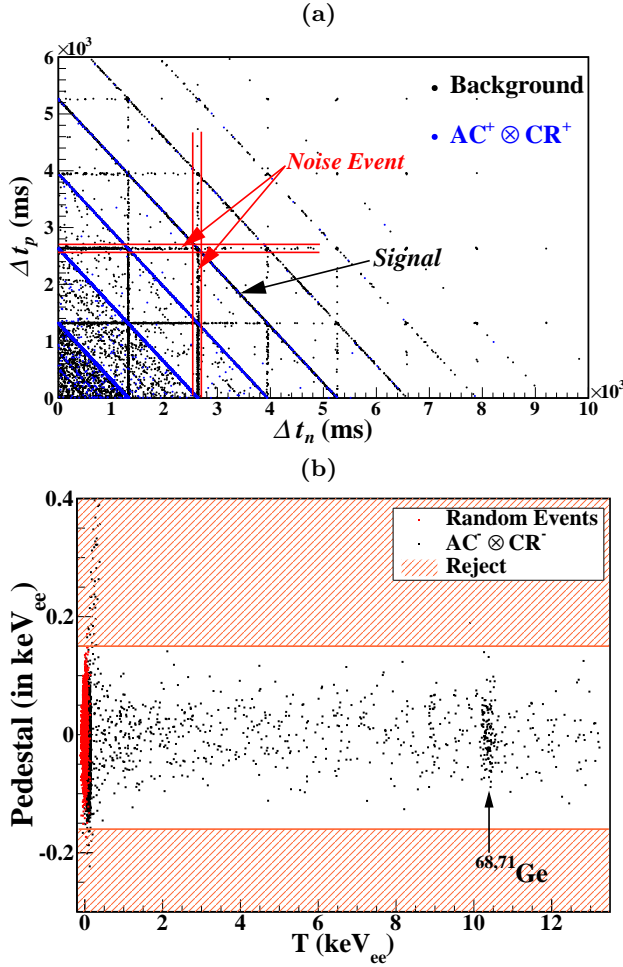 (a)
×10³
6
5
4
3
2
1
0
Δt_p (ms)
• Background
• AC⁺ ⊗ CR⁺
Noise Event
Signal
0 1 2 3 4 5 6 7 8 9 10
×10³
Δt_n (ms)
(b)
0.4
0.2
0
-0.2
Pedestal (in keV_ee)
Random Events
AC⁻ ⊗ CR⁻
Reject
⁶⁸,⁷¹Ge
0 2 4 6 8 10 12
T (keV_ee)